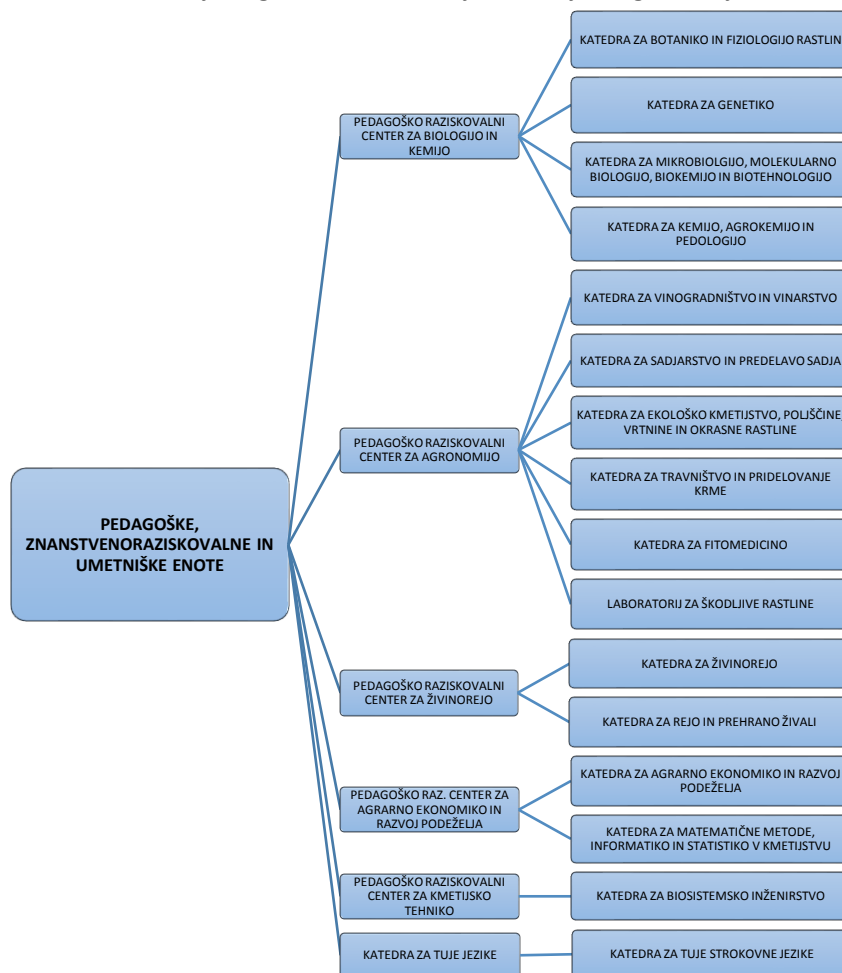 PEDAGOŠKE,
ZNANSTVENORAZISKOVALNE IN
UMETNIŠKE ENOTE
PEDAGOŠKO RAZISKOVALNI
CENTER ZA BIOLOGIJO IN
KEMIJO
KATEDRA ZA BOTANIKO IN FIZIOLOGIJO RASTLIN
KATEDRA ZA GENETIKO
KATEDRA ZA MIKROBIOLGIJO, MOLEKULARNO
BIOLOGIJO, BIOKEMIJO IN BIOTEHNOLOGIJO
KATEDRA ZA KEMIJO, AGROKEMIJO IN
PEDOLOGIJO
PEDAGOŠKO RAZISKOVALNI
CENTER ZA AGRONOMIJO
KATEDRA ZA VINOGRADNIŠTVO IN VINARSTVO
KATEDRA ZA SADJARSTVO IN PREDELAVO SADJA
KATEDRA ZA EKOLOŠKO KMETIJSTVO, POLJŠČINE,
VRTNINE IN OKRASNE RASTLINE
KATEDRA ZA TRAVNIŠTVO IN PRIDELOVANJE
KRME
KATEDRA ZA FITOMEDICINO
LABORATORIJ ZA ŠKODLJIVE RASTLINE
PEDAGOŠKO RAZISKOVALNI
CENTER ZA ŽIVINOREJO
KATEDRA ZA ŽIVINOREJO
KATEDRA ZA REJO IN PREHRANO ŽIVALI
PEDAGOŠKO RAZ. CENTER ZA
AGRARNO EKONOMIKO IN
RAZVOJ PODEŽELJA
KATEDRA ZA AGRARNO EKONOMIKO IN RAZVOJ
PODEŽELJA
KATEDRA ZA MATEMATIČNE METODE,
INFORMATIKO IN STATISTIKO V KMETIJSTVU
PEDAGOŠKO RAZISKOVALNI
CENTER ZA KMETIJSKO
TEHNIKO
KATEDRA ZA BIOSISTEMSKO INŽENIRSTVO
KATEDRA ZA TUJE JEZIKE
KATEDRA ZA TUJE STROKOVNE JEZIKE